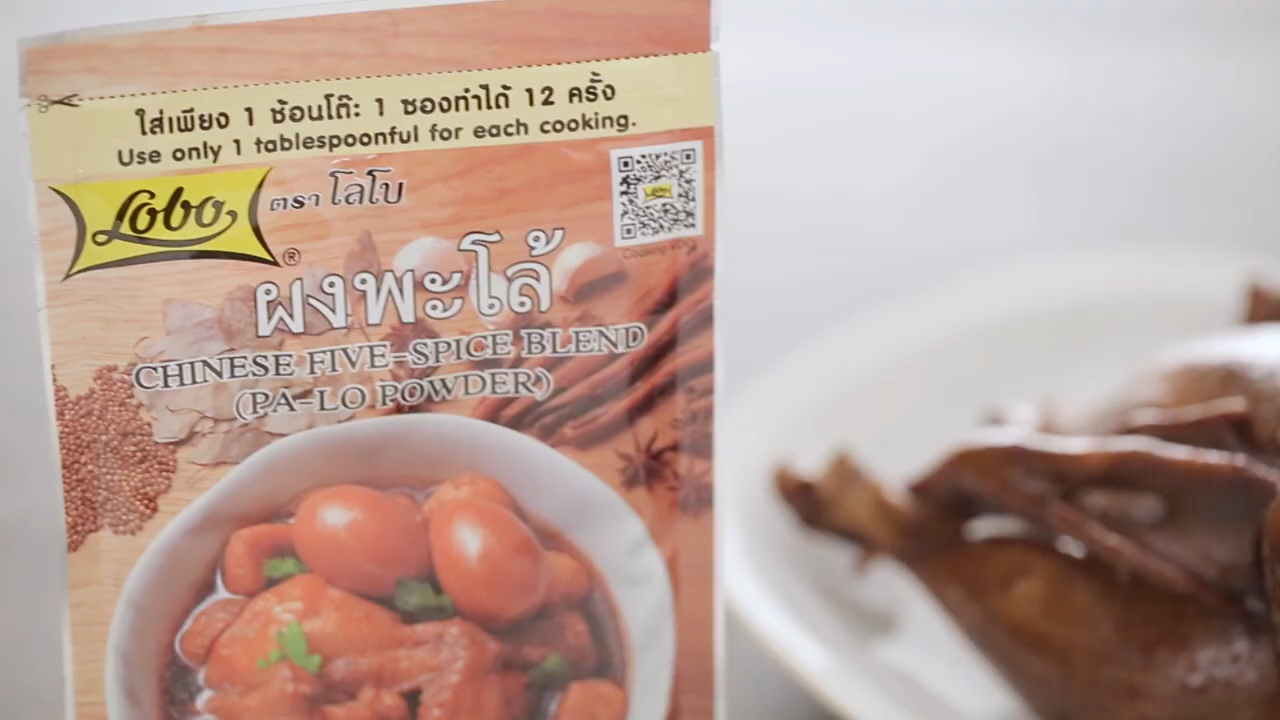 ใส่เพียง 1 ช้อนโต๊ะ 1 ซองทำได้ 12 ครั้ง
Use only 1 tablespoonful for each cooking.
Lobo ® ตรา โลโบ
ผงพะโล้
CHINESE FIVE-SPICE BLEND
(PA-LO POWDER)